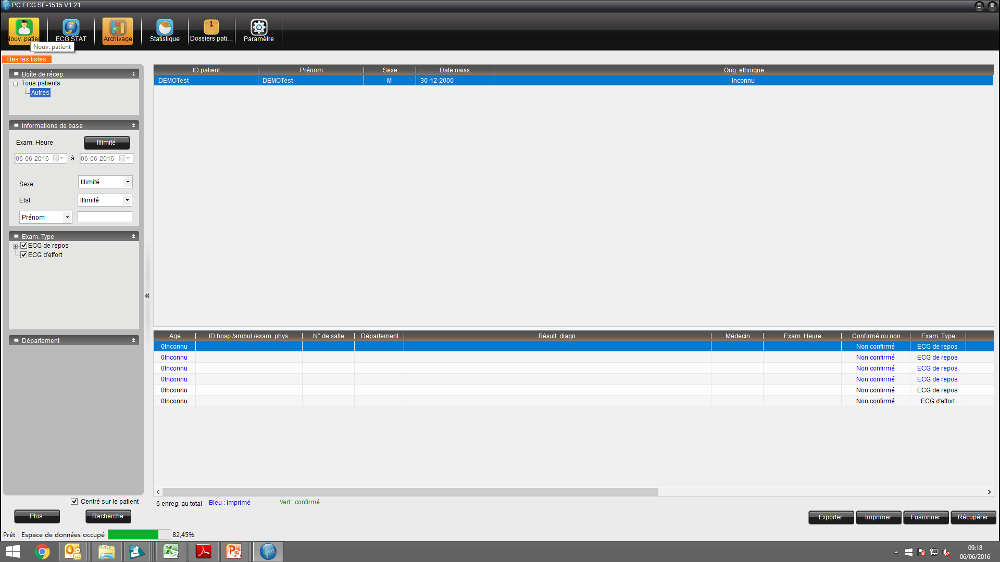 PC ECG SE-1515 V1.21
Nouv. patient
ECG STAT
Archivage
Statistique
Dossiers pati...
Paramètre
Nouv. patient
Ttes les listes
Boîte de récep.
Tous patients
Autres
Informations de base
Exam. Heure Illimité
06-06-2016 à 06-06-2016
Sexe Illimité
Etat Illimité
Prénom
Exam. Type
ECG de repos
ECG d'effort
Département
Centré sur le patient
Plus Recherche
ID patient Prénom Sexe Date naiss. Orig. ethnique
DEMOTest DEMOTest M 30-12-2000 Inconnu
Age ID hosp./ambul./exam. phys. N° de salle Département Résult. diagn. Médecin Exam. Heure Confirmé ou non Exam. Type
0Inconnu Non confirmé ECG de repos
0Inconnu Non confirmé ECG de repos
0Inconnu Non confirmé ECG de repos
0Inconnu Non confirmé ECG de repos
0Inconnu Non confirmé ECG de repos
0Inconnu Non confirmé ECG d'effort
6 enreg. au total Bleu : imprimé Vert : confirmé
Exporter Imprimer Fusionner Récupérer
Prêt Espace de données occupé 82,45%
09:18
06/06/2016